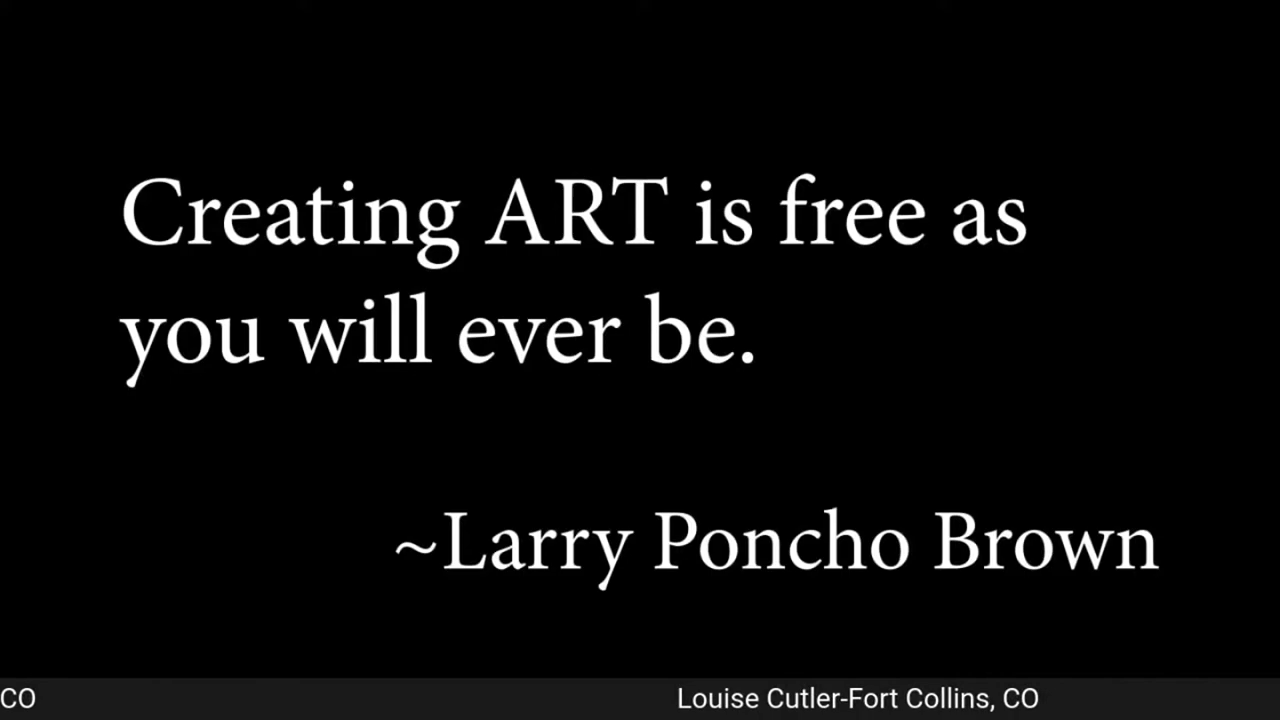 Creating ART is free as
you will ever be.
~Larry Poncho Brown
CO Louise Cutler-Fort Collins, CO